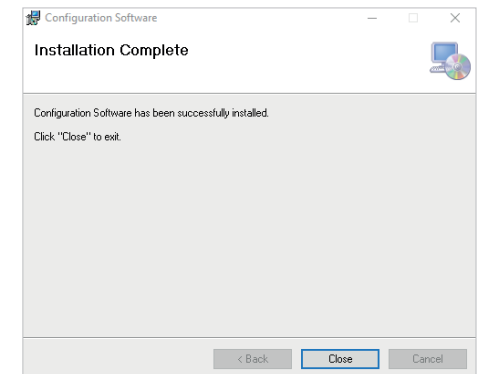 Configuration Software
Installation Complete
Configuration Software has been successfully installed.
Click "Close" to exit.
< Back
Close
Cancel